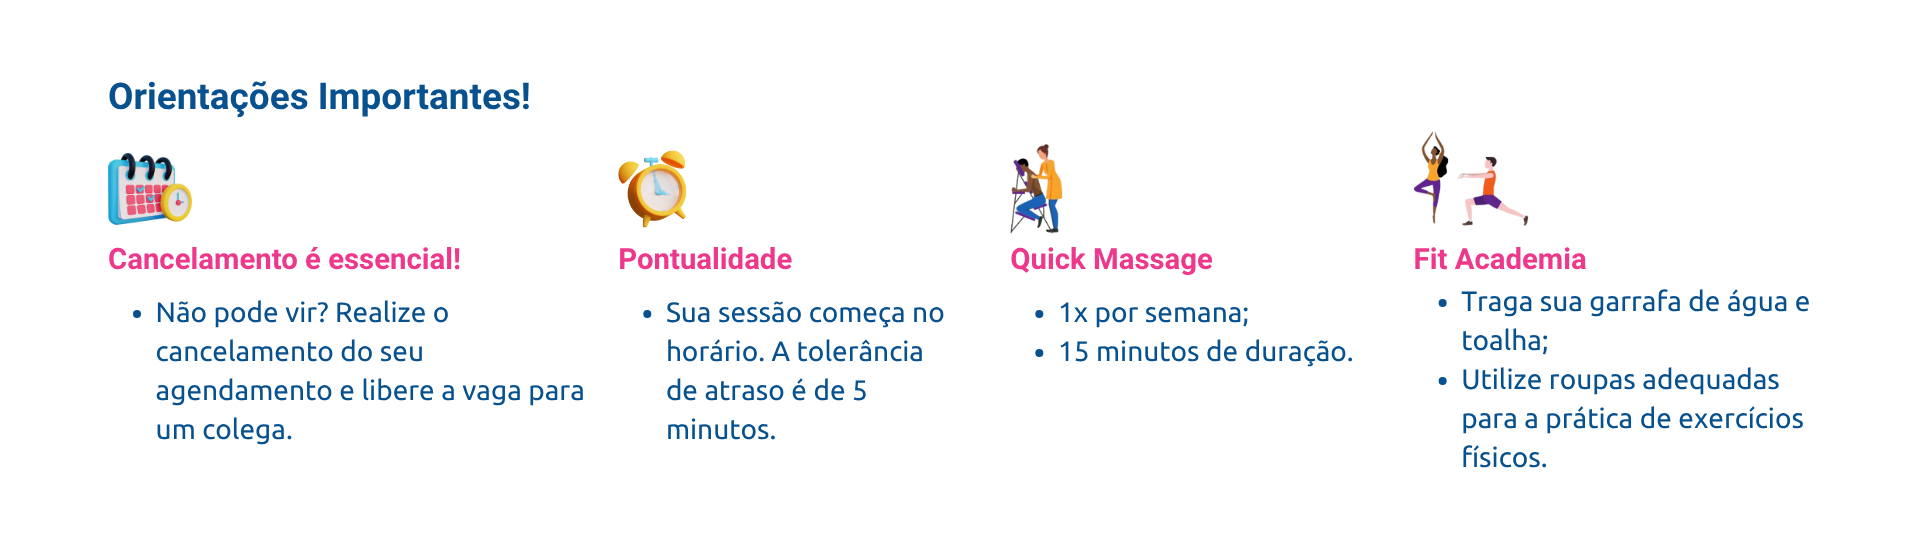 Orientações Importantes!
Cancelamento é essencial!
• Não pode vir? Realize o
cancelamento do seu
agendamento e libere a vaga para
um colega.
Pontualidade
• Sua sessão começa no
horário. A tolerância
de atraso é de 5
minutos.
Quick Massage
• 1x por semana;
• 15 minutos de duração.
Fit Academia
• Traga sua garrafa de água e
toalha;
• Utilize roupas adequadas
para a prática de exercícios
físicos.